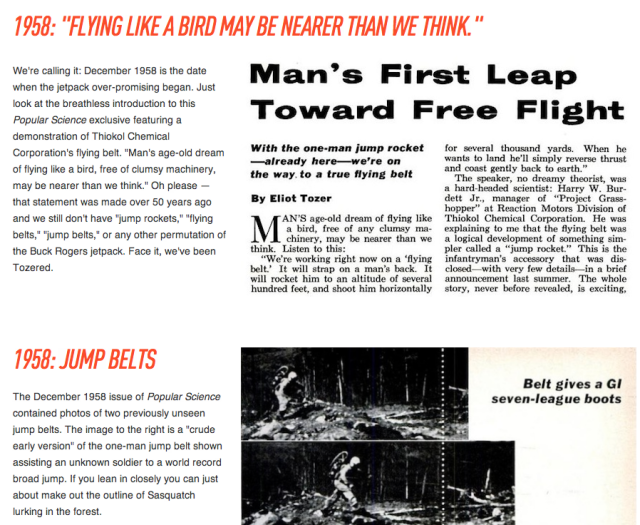 1958: "FLYING LIKE A BIRD MAY BE NEARER THAN WE THINK."
We're calling it: December 1958 is the date
when the jetpack over-promising began. Just
look at the breathless introduction to this
Popular Science exclusive featuring a
demonstration of Thiokol Chemical
Corporation's flying belt. "Man's age-old dream
of flying like a bird, free of clumsy machinery,
may be nearer than we think." Oh please —
that statement was made over 50 years ago
and we still don't have "jump rockets," "flying
belts," "jump belts," or any other permutation of
the Buck Rogers jetpack. Face it, we've been
Tozered.
Man's First Leap
Toward Free Flight
With the one-man jump rocket
—already here—we're on
the way to a true flying belt
By Eliot Tozer
MAN'S age-old dream of flying like
a bird, free of clumsy ma-
chinery, may be nearer than we
think. Listen to this:
"We're working right now on a 'flying
belt.' It will strap on a man's back. It
will rocket him to an altitude of several
hundred feet, and shoot him horizontally
for several thousand yards. When he
wants to land he'll simply reverse thrust
and coast gently back to earth."
The speaker, no dreamy theorist, was
a hard-headed scientist: Harry W. Bur-
dett Jr., manager of "Project Grass-
hopper" at Reaction Motors Division of
Thiokol Chemical Corporation. He was
explaining to me that the flying belt was
a logical development of something sim-
pler called a "jump rocket." This is the
infantryman's accessory that was dis-
closed—with very few details—in a brief
announcement last summer. The whole
story, never before revealed, is exciting,
1958: JUMP BELTS
The December 1958 issue of Popular Science
contained photos of two previously unseen
jump belts. The image to the right is a "crude
early version" of the one-man jump belt shown
assisting an unknown soldier to a world record
broad jump. If you lean in closely you can just
about make out the outline of Sasquatch
lurking in the forest.
Belt gives a GI
seven-league boots